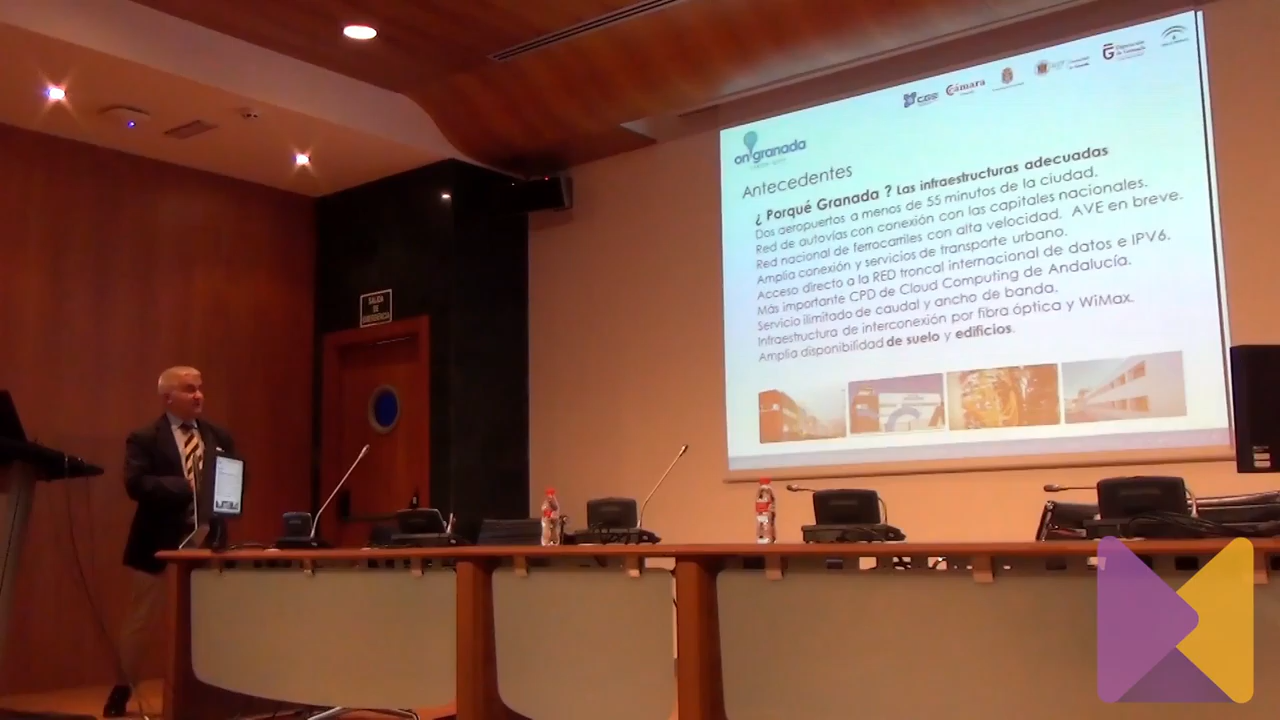 CGE
Cámara
Diputación
de Granada
on granada
Antecedentes
¿ Porqué Granada ? Las infraestructuras adecuadas
Dos aeropuertos a menos de 55 minutos de la ciudad.
Red de autovías con conexión con las capitales nacionales.
Red nacional de ferrocarriles con alta velocidad. AVE en breve.
Amplia conexión y servicios de transporte urbano.
Acceso directo a la RED troncal internacional de datos e IPV6.
Más importante CPD de Cloud Computing de Andalucía.
Servicio ilimitado de caudal y ancho de banda.
Infraestructura de interconexión por fibra óptica y WiMax.
Amplia disponibilidad de suelo y edificios.
SALIDA
DE
EMERGENCIA